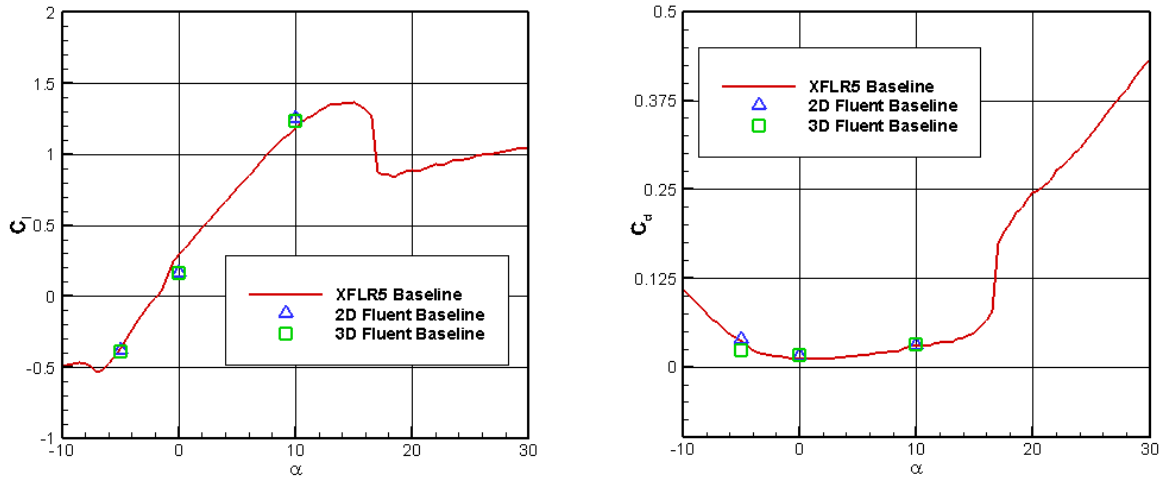 2
1.5
1
0.5
0
-0.5
-1
C_l
-10 0 10 20 30
α
XFLR5 Baseline
2D Fluent Baseline
3D Fluent Baseline
0.5
0.375
0.25
0.125
0
C_d
-10 0 10 20 30
α
XFLR5 Baseline
2D Fluent Baseline
3D Fluent Baseline